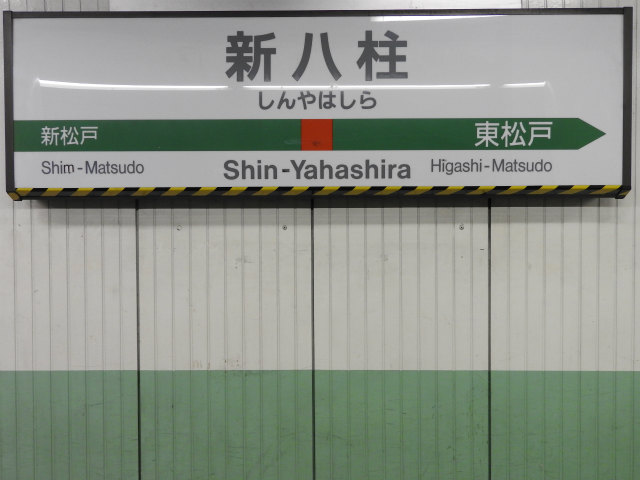 新八柱
しんやはしら
新松戸
東松戸
Shim-Matsudo
Shin-Yahashira
Higashi-Matsudo